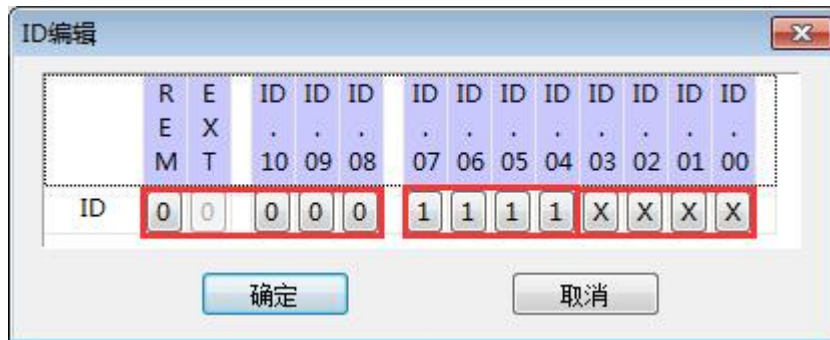 ID编辑
R E ID ID ID ID ID ID ID ID ID ID ID
E X . . . . . . . . . . .
M T 10 09 08 07 06 05 04 03 02 01 00
ID 0 0 0 0 0 1 1 1 1 X X X X
确定 取消